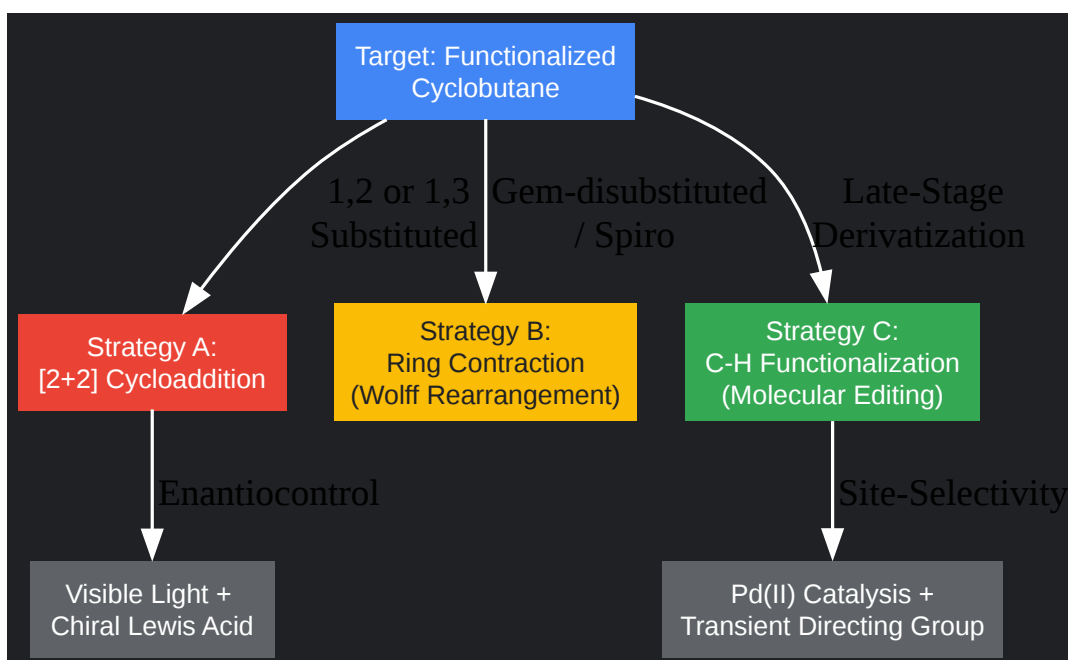 Target: Functionalized
Cyclobutane
1,2 or 1,3
Substituted
Gem-disubstituted
/ Spiro
Late-Stage
Derivatization
Strategy A:
[2+2] Cycloaddition
Strategy B:
Ring Contraction
(Wolff Rearrangement)
Strategy C:
C-H Functionalization
(Molecular Editing)
Enantiocontrol
Site-Selectivity
Visible Light +
Chiral Lewis Acid
Pd(II) Catalysis +
Transient Directing Group